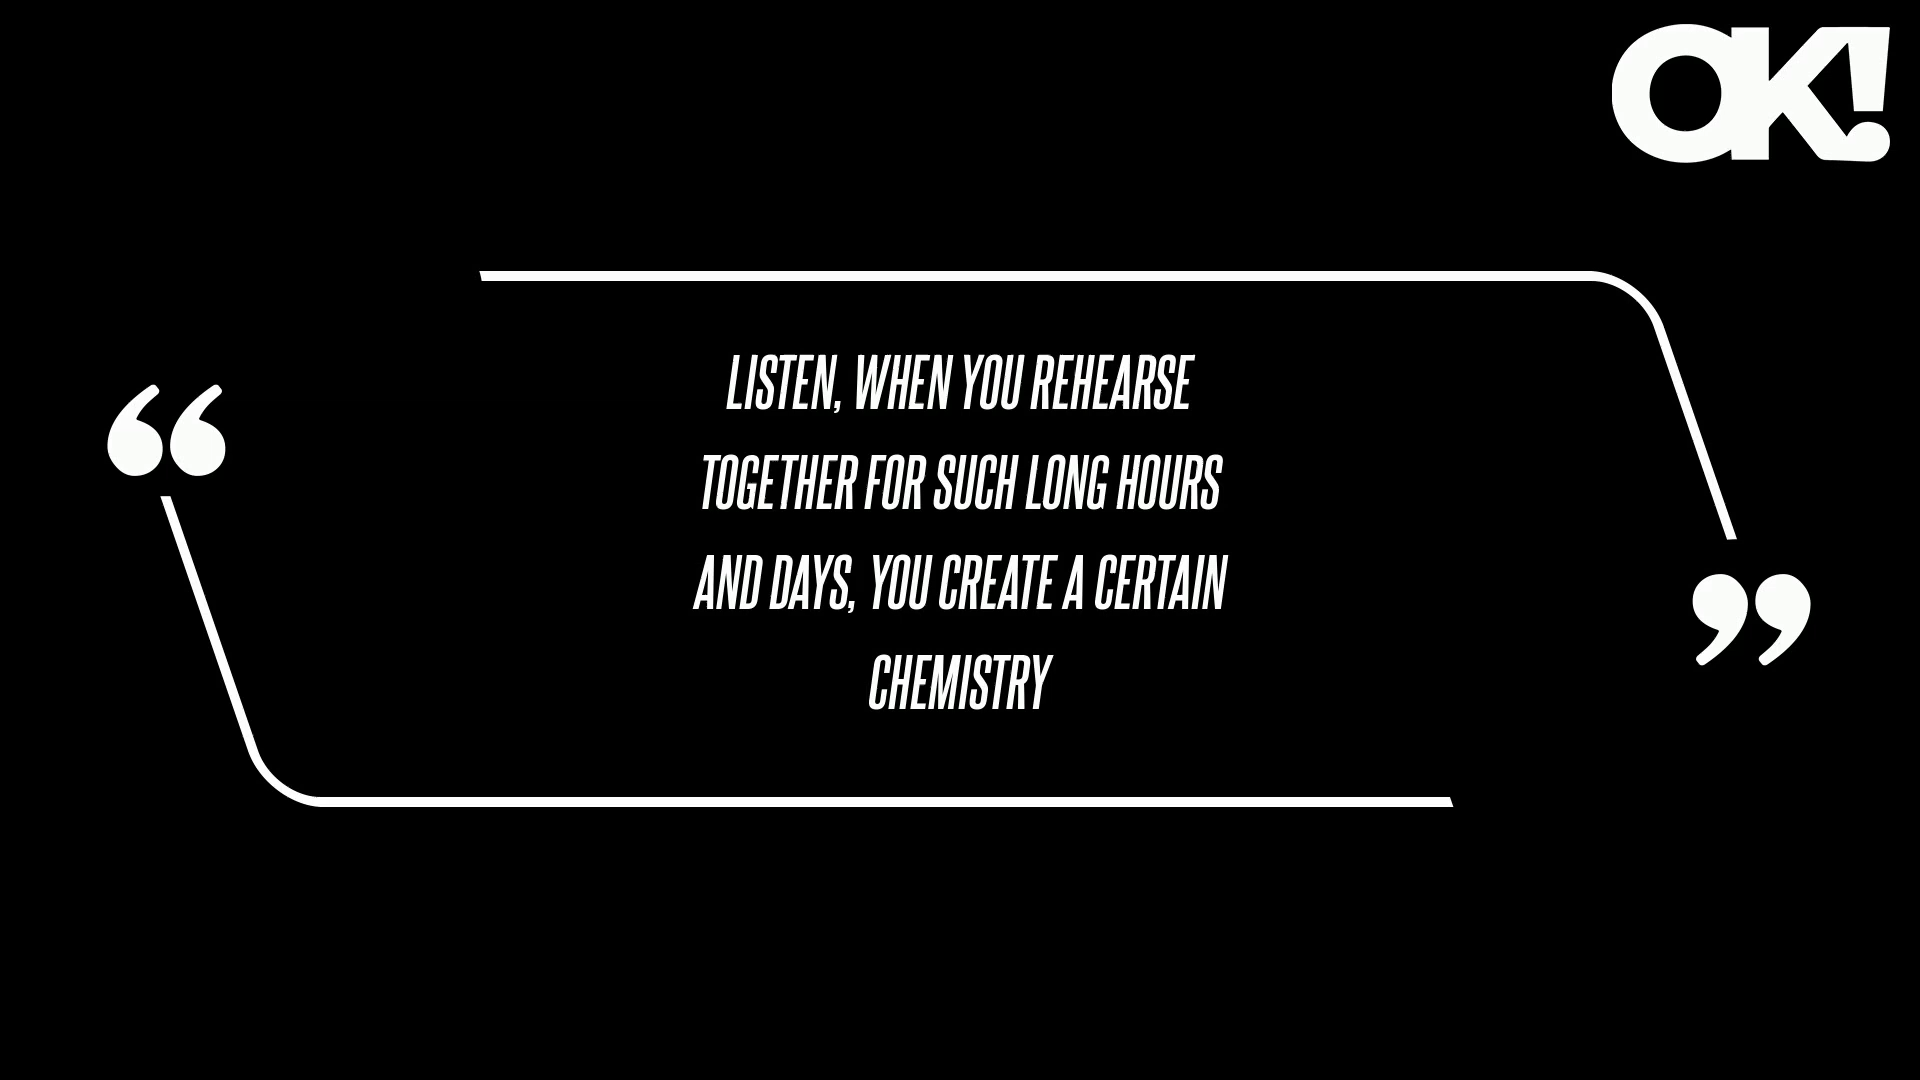 OK!
“
LISTEN, WHEN YOU REHEARSE
TOGETHER FOR SUCH LONG HOURS
AND DAYS, YOU CREATE A CERTAIN
CHEMISTRY
”